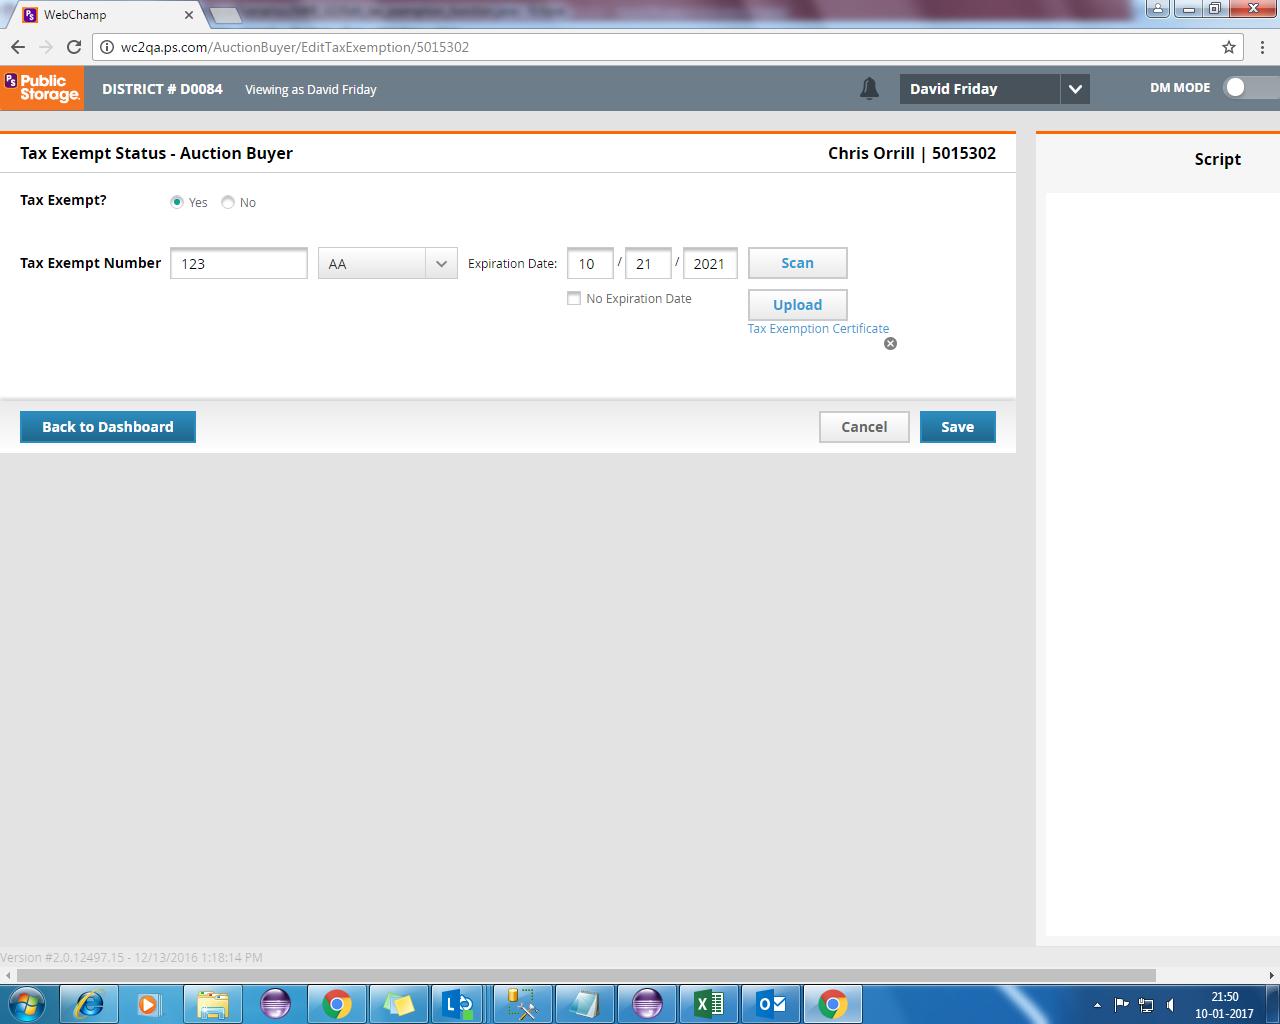 WebChamp
wc2qa.ps.com/AuctionBuyer/EditTaxExemption/5015302
PS Public Storage.
DISTRICT # D0084
Viewing as David Friday
David Friday
DM MODE
Tax Exempt Status - Auction Buyer
Chris Orrill | 5015302
Script
Tax Exempt?
Yes
No
Tax Exempt Number
123
AA
Expiration Date:
10 / 21 / 2021
Scan
No Expiration Date
Upload
Tax Exemption Certificate
Back to Dashboard
Cancel
Save
Version #2.0.12497.15 - 12/13/2016 1:18:14 PM
21:50
10-01-2017